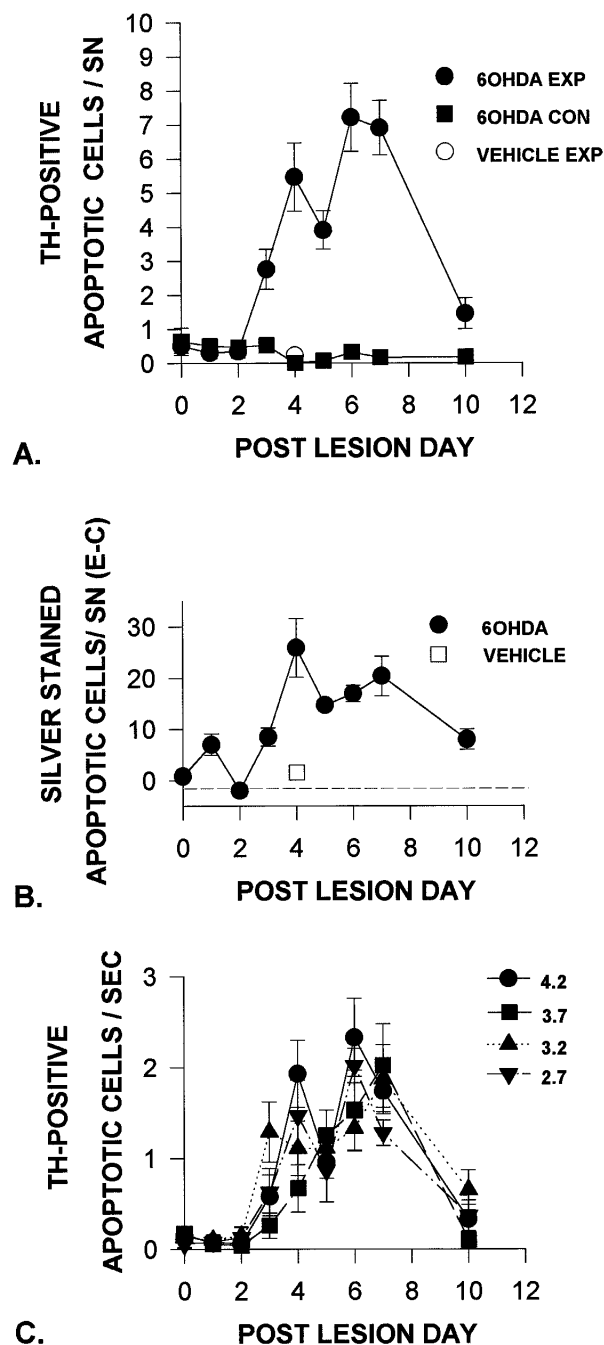 10
9
8
7
6
5
4
3
2
1
0
TH-POSITIVE
APOPTOTIC CELLS / SN
6OHDA EXP
6OHDA CON
VEHICLE EXP
0 2 4 6 8 10 12
POST LESION DAY
A.
SILVER STAINED
APOPTOTIC CELLS/ SN (E-C)
30
20
10
0
6OHDA
VEHICLE
0 2 4 6 8 10 12
POST LESION DAY
B.
TH-POSITIVE
APOPTOTIC CELLS / SEC
3
2
1
0
4.2
3.7
3.2
2.7
0 2 4 6 8 10 12
POST LESION DAY
C.